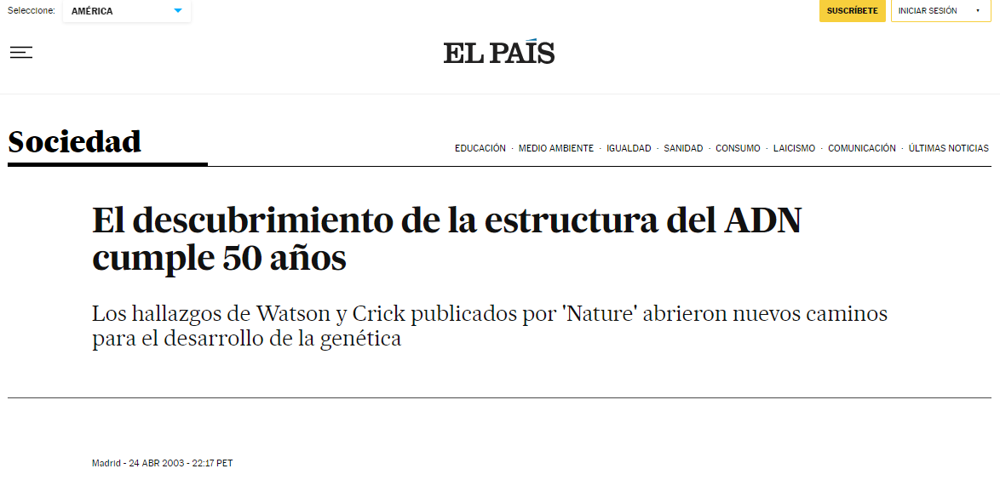 Seleccione:
AMÉRICA
SUSCRÍBETE
INICIAR SESIÓN
EL PAÍS
Sociedad
EDUCACIÓN · MEDIO AMBIENTE · IGUALDAD · SANIDAD · CONSUMO · LAICISMO · COMUNICACIÓN · ÚLTIMAS NOTICIAS
El descubrimiento de la estructura del ADN
cumple 50 años
Los hallazgos de Watson y Crick publicados por 'Nature' abrieron nuevos caminos
para el desarrollo de la genética
Madrid - 24 ABR 2003 - 22:17 PET